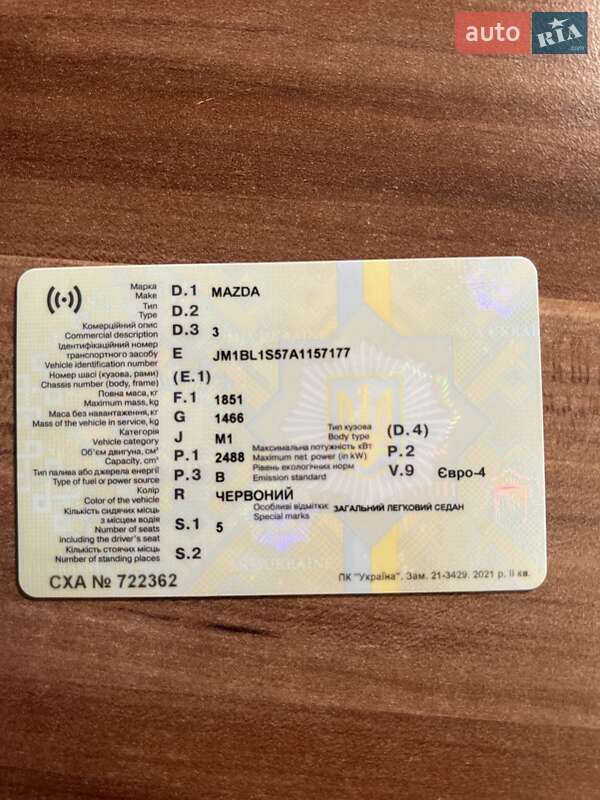 auto RIA .com
Марка
Make D.1 MAZDA
Тип
Type D.2
Комерційний опис
Commercial description D.3 3
Ідентифікаційний номер
транспортного засобу E JM1BL1S57A1157177
Vehicle identification number
Номер шасі (кузова, рами)
Chassis number (body, frame) (E.1)
Повна маса, кг
Maximum mass, kg F.1 1851
Маса без навантаження, кг
Mass of the vehicle in service, kg G 1466
Категорія
Vehicle category J M1
Тип кузова
Body type (D.4)
Об'єм двигуна, см³
Capacity, cm³ P.1 2488
Максимальна потужність кВт
Maximum net power (in kW) P.2
Тип палива або джерела енергії
Type of fuel or power source P.3 B
Рівень екологічних норм
Emission standard V.9 Євро-4
Колір
Color of the vehicle R ЧЕРВОНИЙ
Особливі відмітки
Special marks ЗАГАЛЬНИЙ ЛЕГКОВИЙ СЕДАН
Кількість сидячих місць
з місцем водія
Number of seats S.1 5
including the driver's seat
Кількість стоячих місць
Number of standing places S.2
СХА № 722362
ПК "Україна". Зам. 21-3429. 2021 р. II кв.